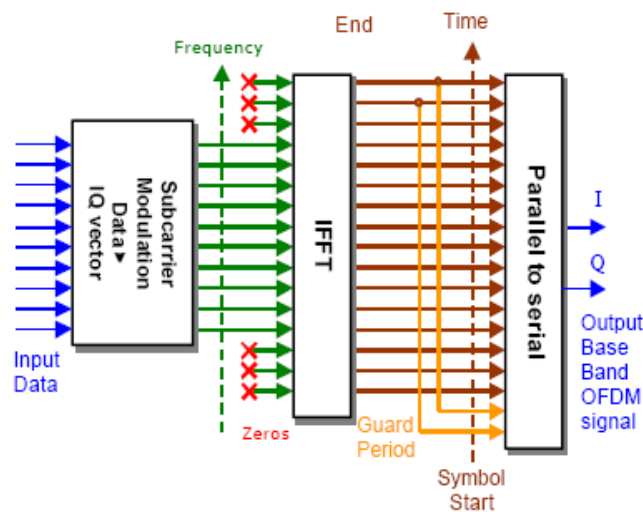 End
Time
Frequency
Subcarrier
Modulation
Data►
IQ vector
IFFT
Parallel to serial
I
Q
Input
Data
Zeros
Guard
Period
Output
Base
Band
OFDM
signal
Symbol
Start